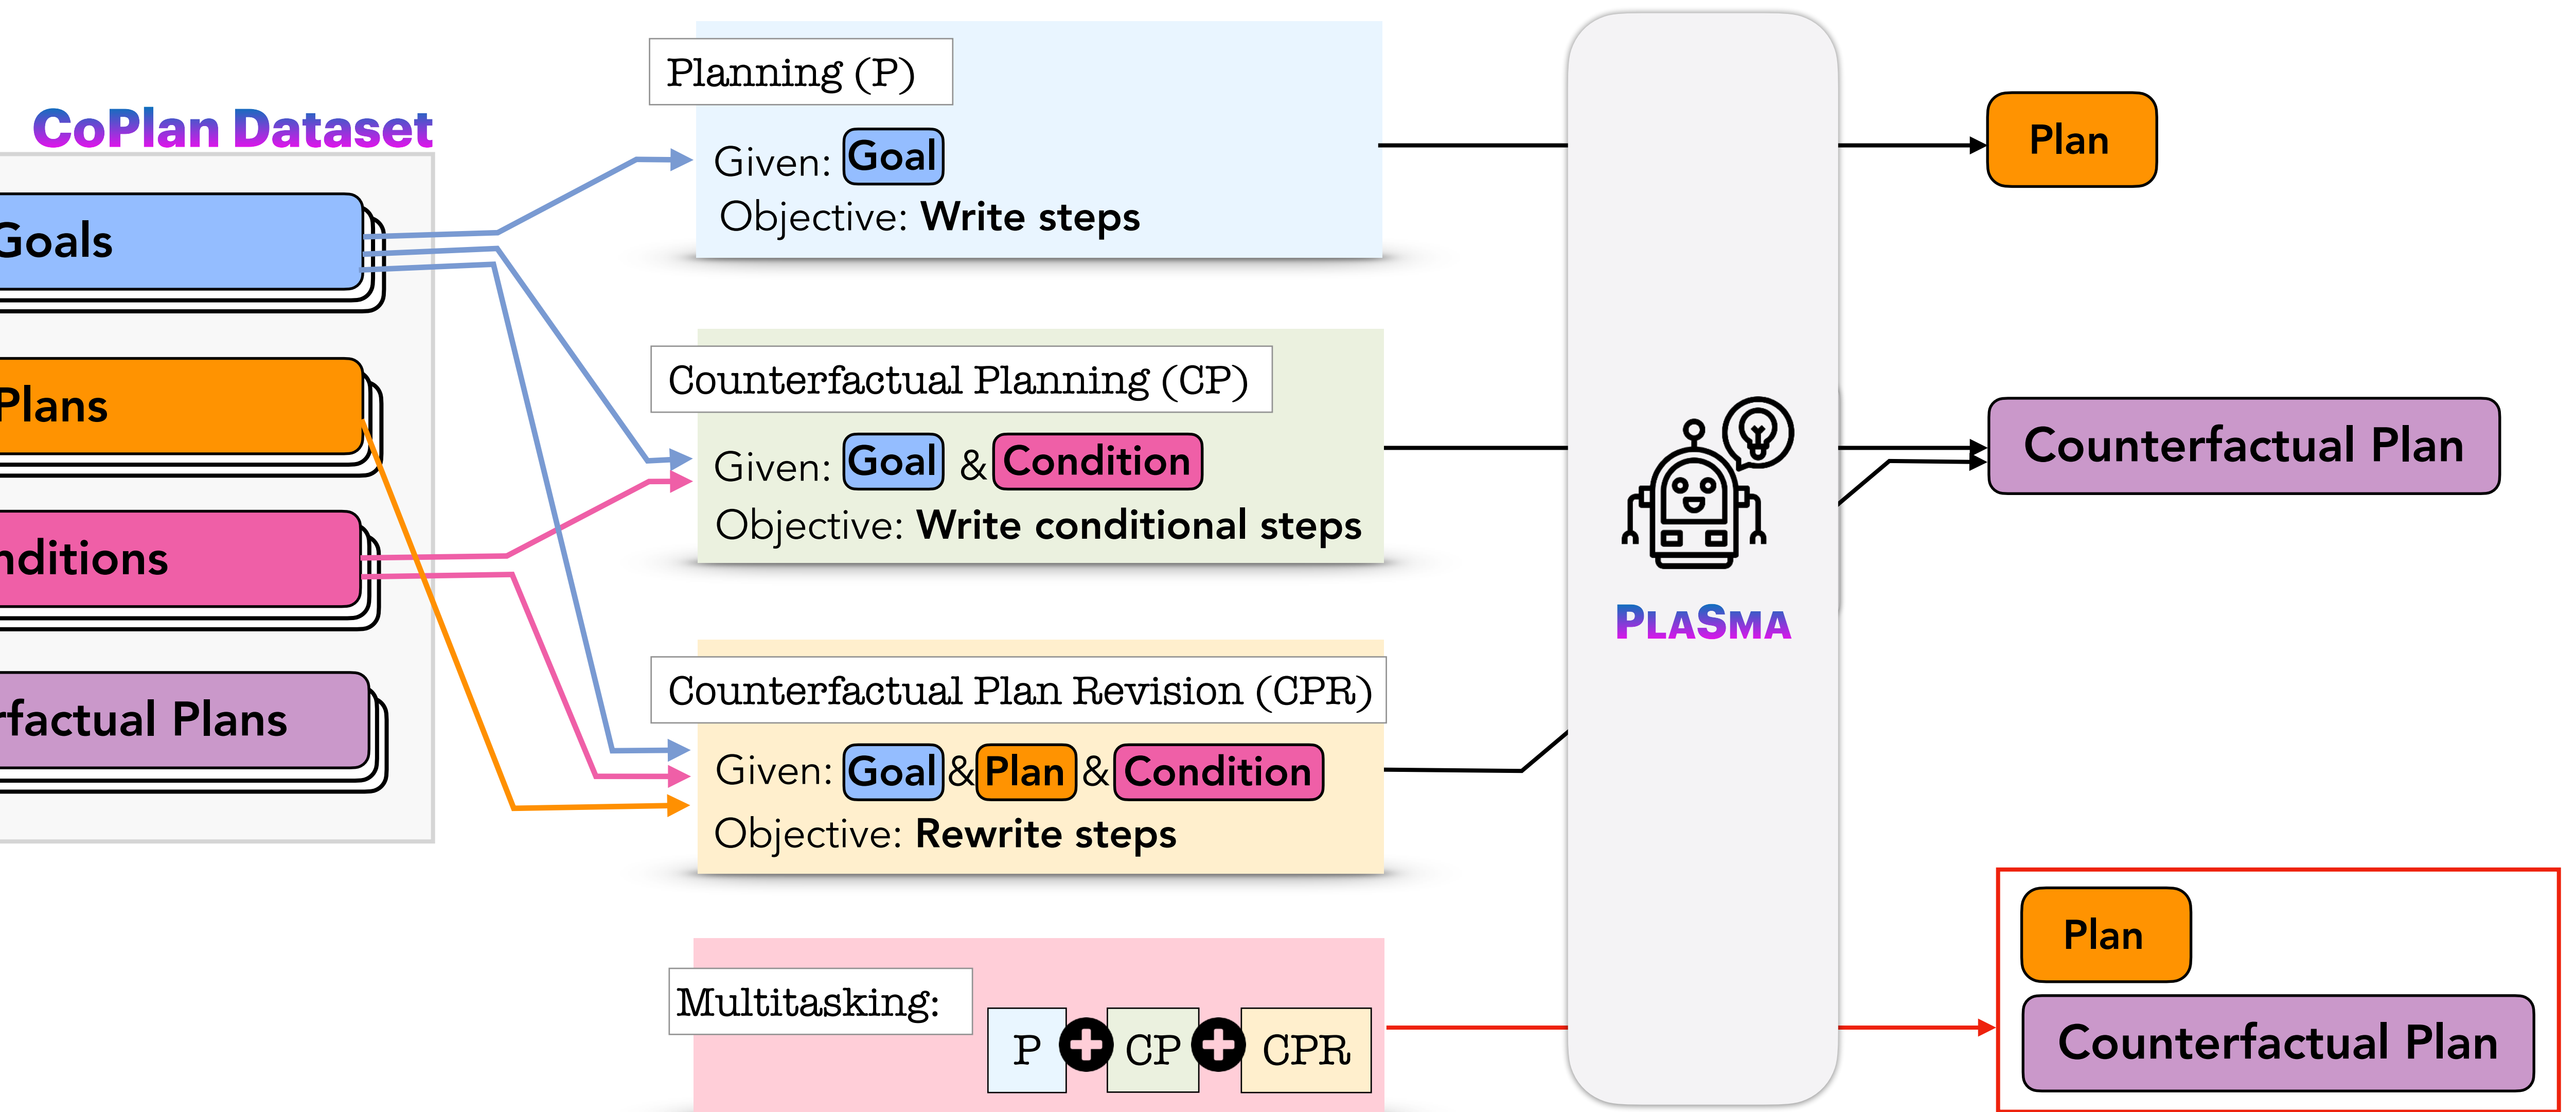 CoPlan Dataset
Goals
Plans
nditions
rfactual Plans
Planning (P)
Given: Goal
Objective: Write steps
Counterfactual Planning (CP)
Given: Goal & Condition
Objective: Write conditional steps
Counterfactual Plan Revision (CPR)
Given: Goal & Plan & Condition
Objective: Rewrite steps
Multitasking:
P + CP + CPR
PLASMA
Plan
Counterfactual Plan
Plan
Counterfactual Plan